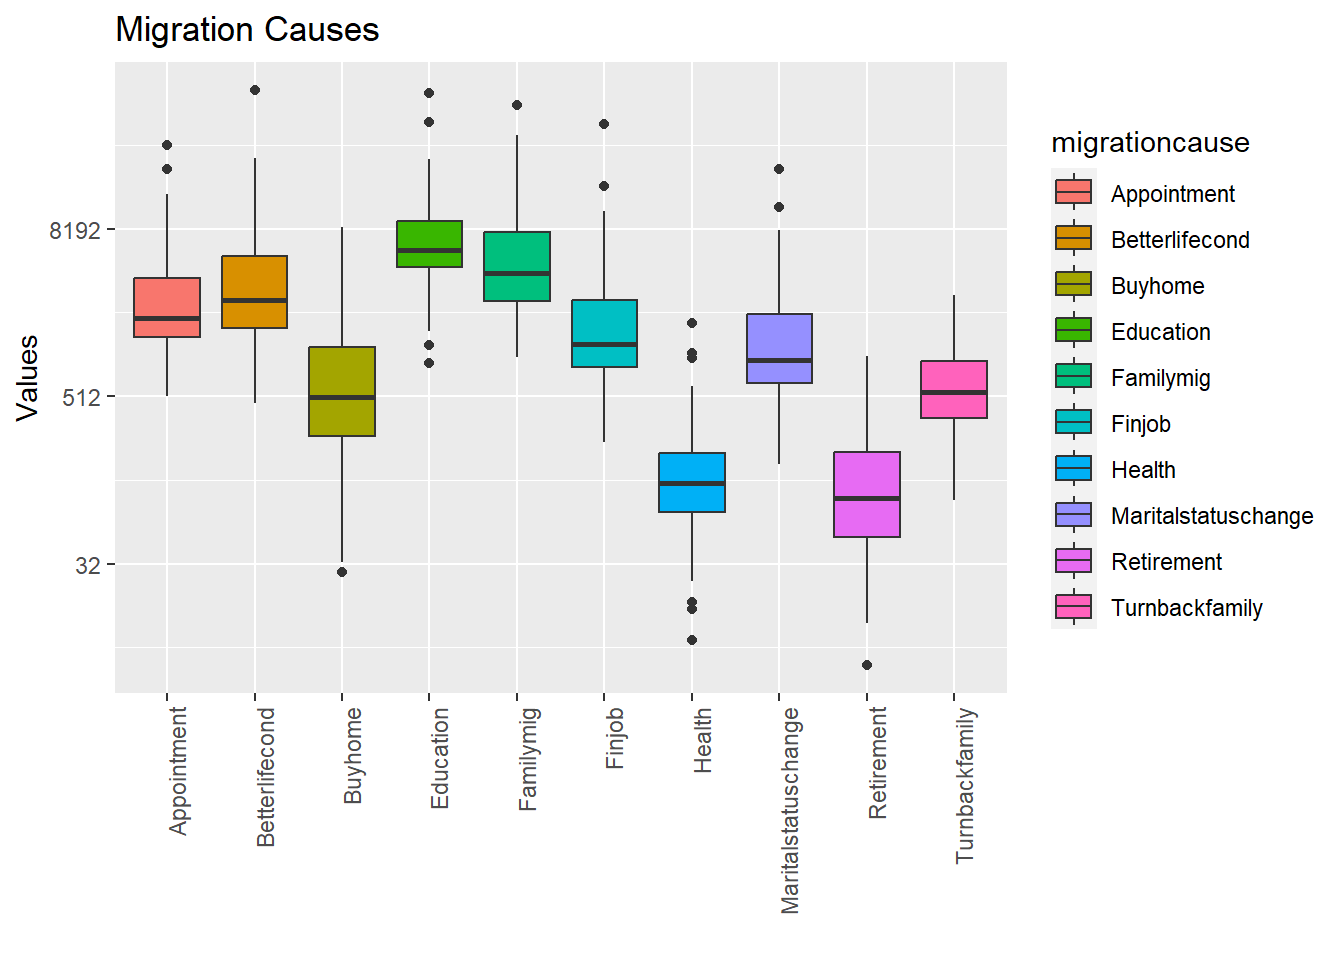 Migration Causes
Values
8192
512
32
Appointment
Betterlifecond
Buyhome
Education
Familymig
Finjob
Health
Maritalstatuschange
Retirement
Turnbackfamily
migrationcause
Appointment
Betterlifecond
Buyhome
Education
Familymig
Finjob
Health
Maritalstatuschange
Retirement
Turnbackfamily